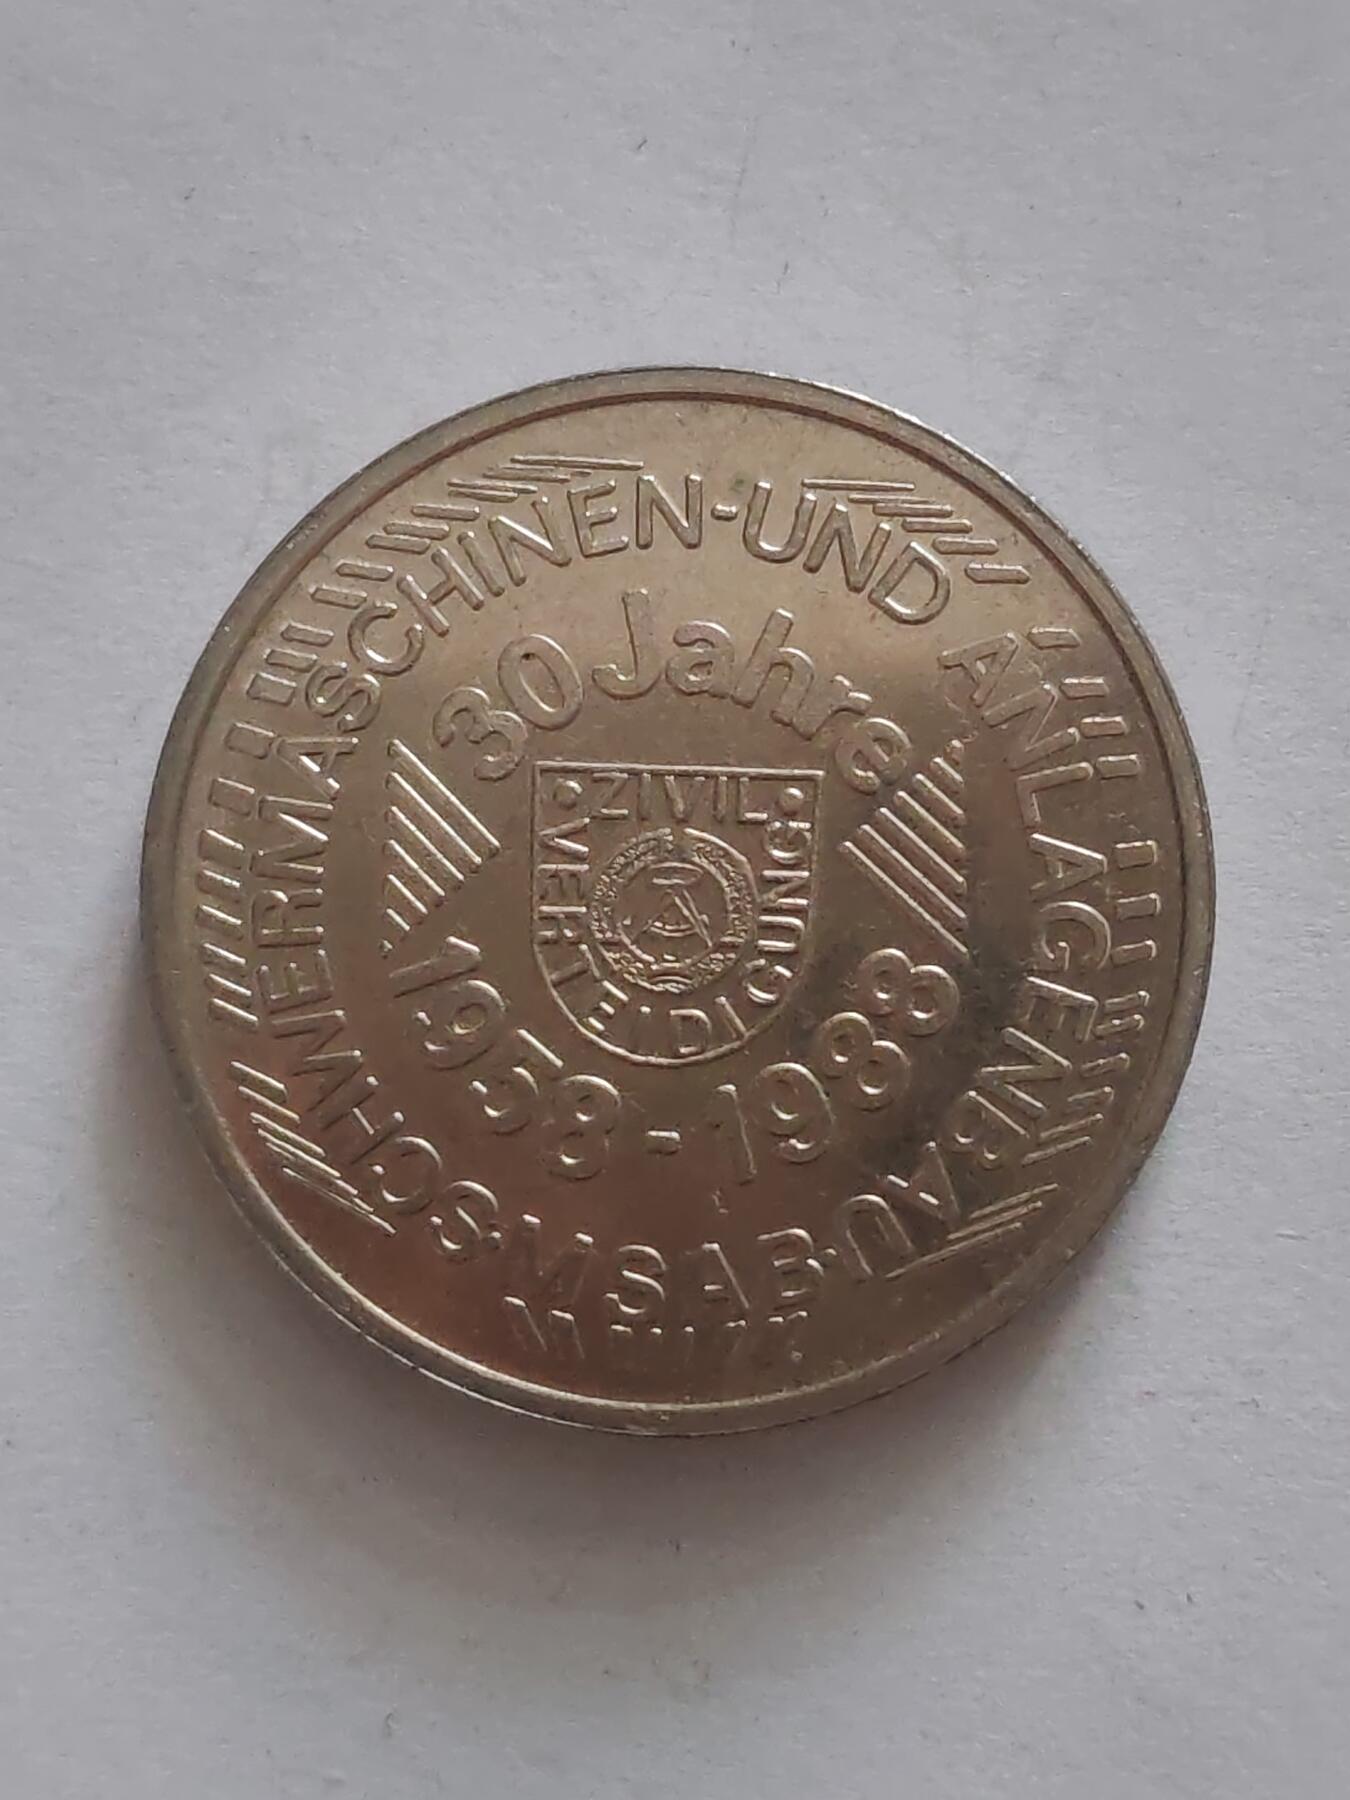 SCHWERMASCHINEN-UND ANLAGENBAU
30 Jahre
ZIVIL
VERTEIDIGUNG
1958-1988
MSAB